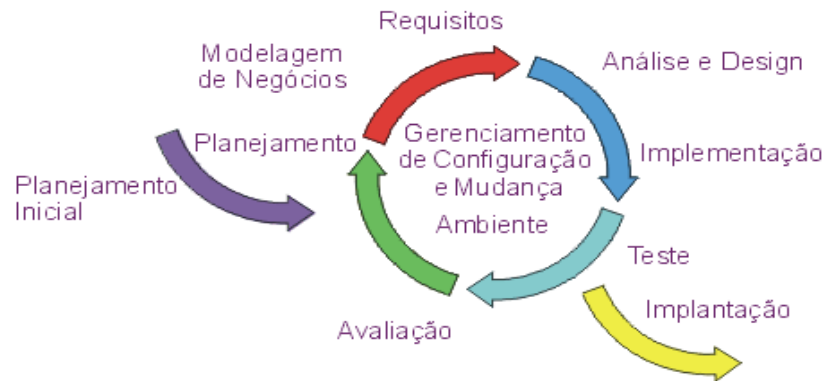 Requisitos
Modelagem
de Negócios
Análise e Design
Planejamento
Gerenciamento
de Configuração
e Mudança
Implementação
Planejamento
Inicial
Ambiente
Teste
Implantação
Avaliação